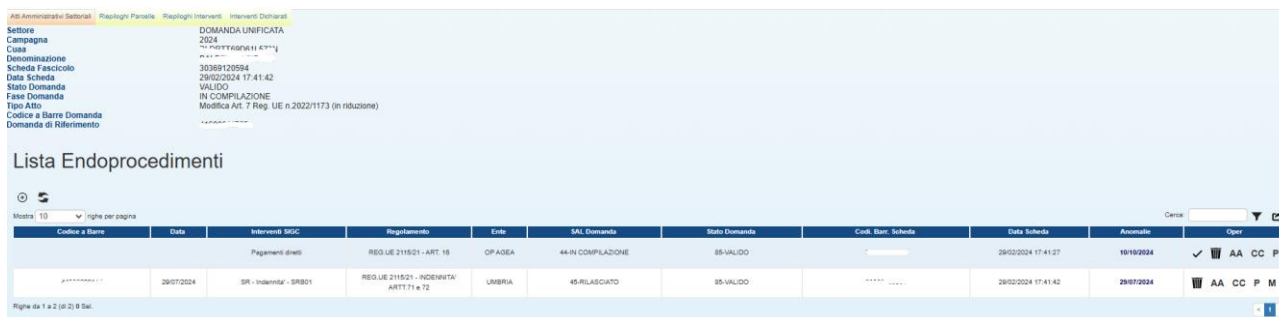 Atti Amministrativi Settoriali Riepiloghi Parcelle Riepiloghi Interventi Interventi Dichiarati
Settore DOMANDA UNIFICATA
Campagna 2024
Cuaa
Denominazione
Scheda Fascicolo 30369120594
Data Scheda 29/02/2024 17:41:42
Stato Domanda VALIDO
Fase Domanda IN COMPILAZIONE
Tipo Atto Modifica Art. 7 Reg. UE n.2022/1173 (in riduzione)
Codice a Barre Domanda
Domanda di Riferimento
Lista Endoprocedimenti
Mostra 10 righe per pagina Cerca:
Codice a Barre Data Interventi SIGC Regolamento Ente SAL Domanda Stato Domanda Codi. Barr. Scheda Data Scheda Anomalie Oper
Pagamenti diretti REG.UE 2115/21 - ART. 16 OP AGEA 44-IN COMPILAZIONE 85-VALIDO 29/02/2024 17:41:27 10/10/2024 AA CC P
29/07/2024 SR - Indennita' - SRB01 REG.UE 2115/21 - INDENNITA' ARTT.71 e 72 UMBRIA 45-RILASCIATO 85-VALIDO 29/02/2024 17:41:42 29/07/2024 AA CC P M
Righe da 1 a 2 (di 2) 0 Sel. < 1